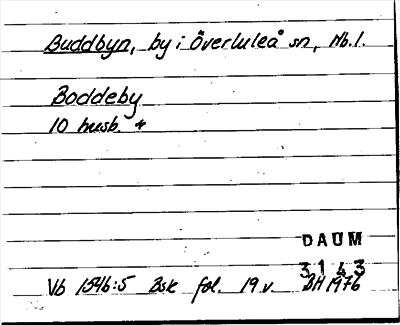 Buddbyn, by i Överluleå sn, Nb.l.
Boddeby
10 husb. *
DAUM
3143
Vb 1546:5 Bsk fol. 19 v. BH 1976